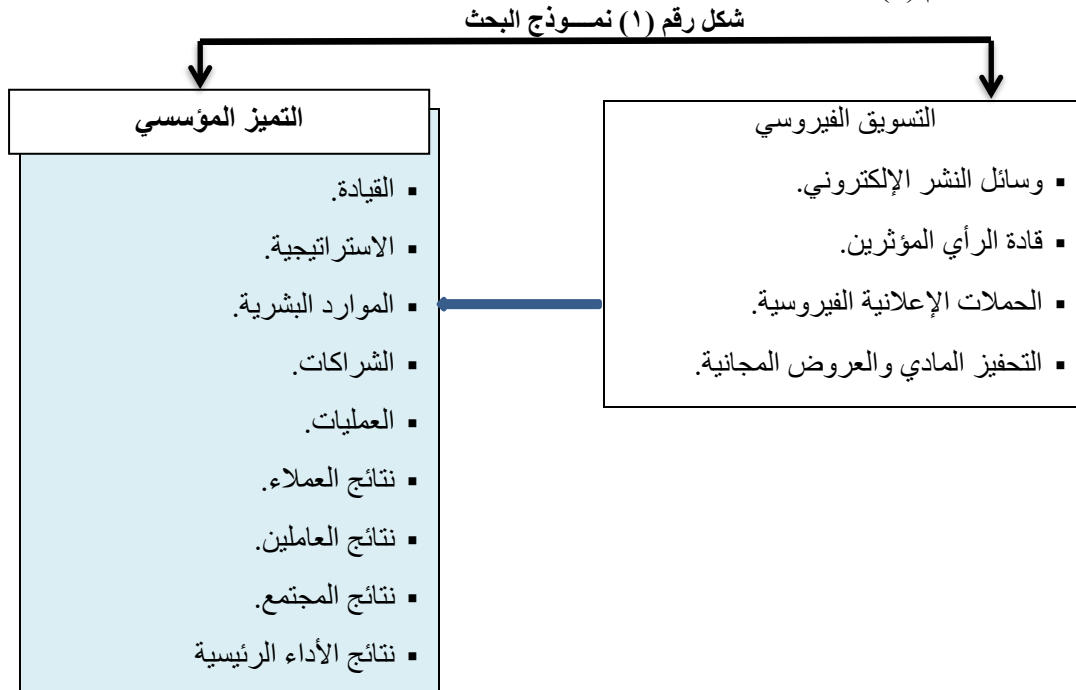 شكل رقم (١) نمـــوذج البحث
التسويق الفيروسي
▪ وسائل النشر الإلكتروني.
▪ قادة الرأي المؤثرين.
▪ الحملات الإعلانية الفيروسية.
▪ التحفيز المادي والعروض المجانية.
التميز المؤسسي
▪ القيادة.
▪ الاستراتيجية.
▪ الموارد البشرية.
▪ الشراكات.
▪ العمليات.
▪ نتائج العملاء.
▪ نتائج العاملين.
▪ نتائج المجتمع.
▪ نتائج الأداء الرئيسية